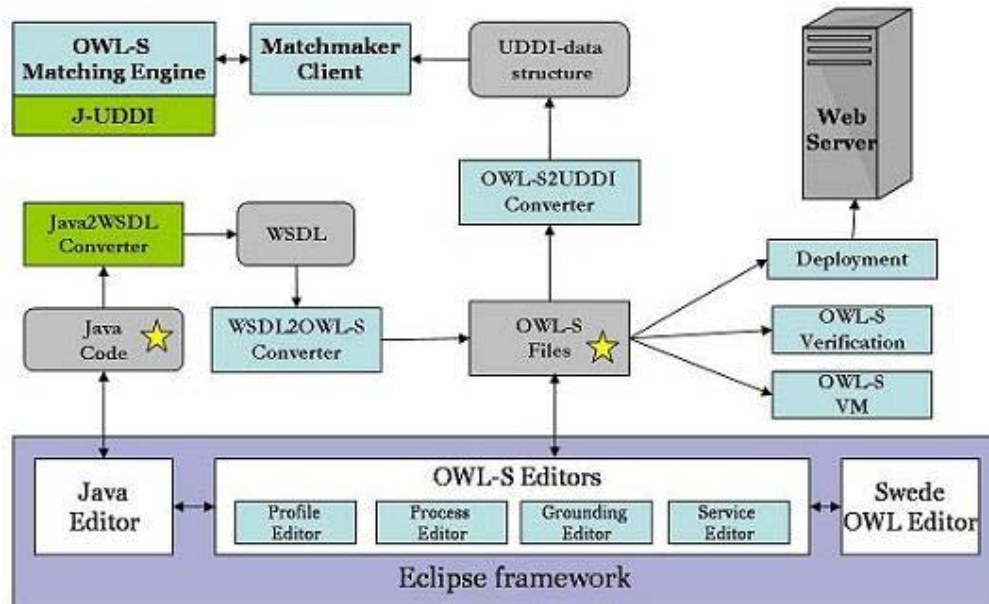 OWL-S
Matching Engine
J-UDDI
Matchmaker
Client
UDDI-data
structure
Web
Server
OWL-S2UDDI
Converter
Java2WSDL
Converter
WSDL
Deployment
Java
Code
WSDL2OWL-S
Converter
OWL-S
Files
OWL-S
Verification
OWL-S
VM
Java
Editor
OWL-S Editors
Profile
Editor
Process
Editor
Grounding
Editor
Service
Editor
Swede
OWL Editor
Eclipse framework